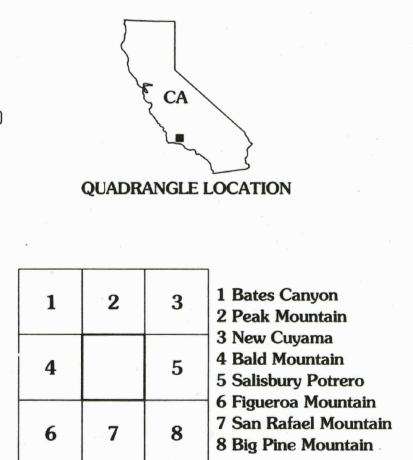 CA
QUADRANGLE LOCATION
1 2 3
4 5
6 7 8
1 Bates Canyon
2 Peak Mountain
3 New Cuyama
4 Bald Mountain
5 Salisbury Potrero
6 Figueroa Mountain
7 San Rafael Mountain
8 Big Pine Mountain